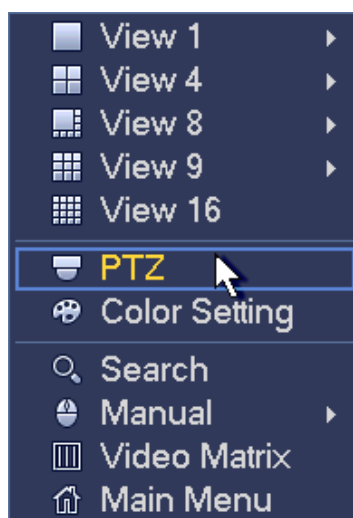 View 1
View 4
View 8
View 9
View 16
PTZ
Color Setting
Search
Manual
Video Matrix
Main Menu